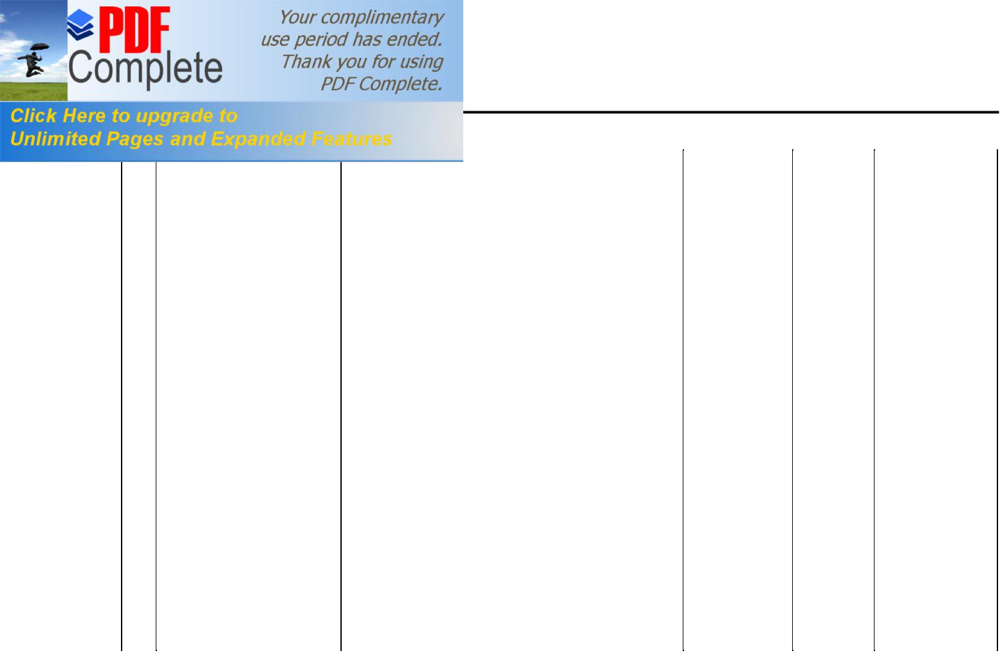 PDF
Complete
Your complimentary
use period has ended.
Thank you for using
PDF Complete.
Click Here to upgrade to
Unlimited Pages and Expanded Features